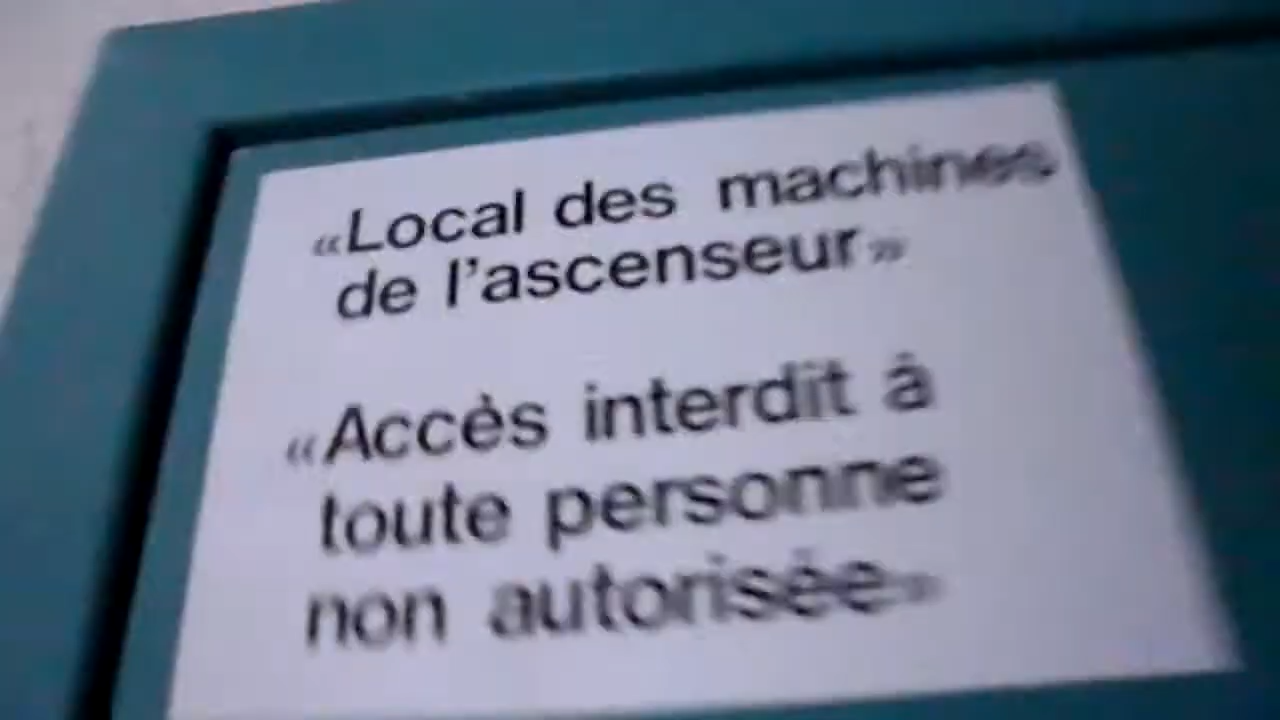 «Local des machines
de l'ascenseur»
«Accès interdit à
toute personne
non autorisée»